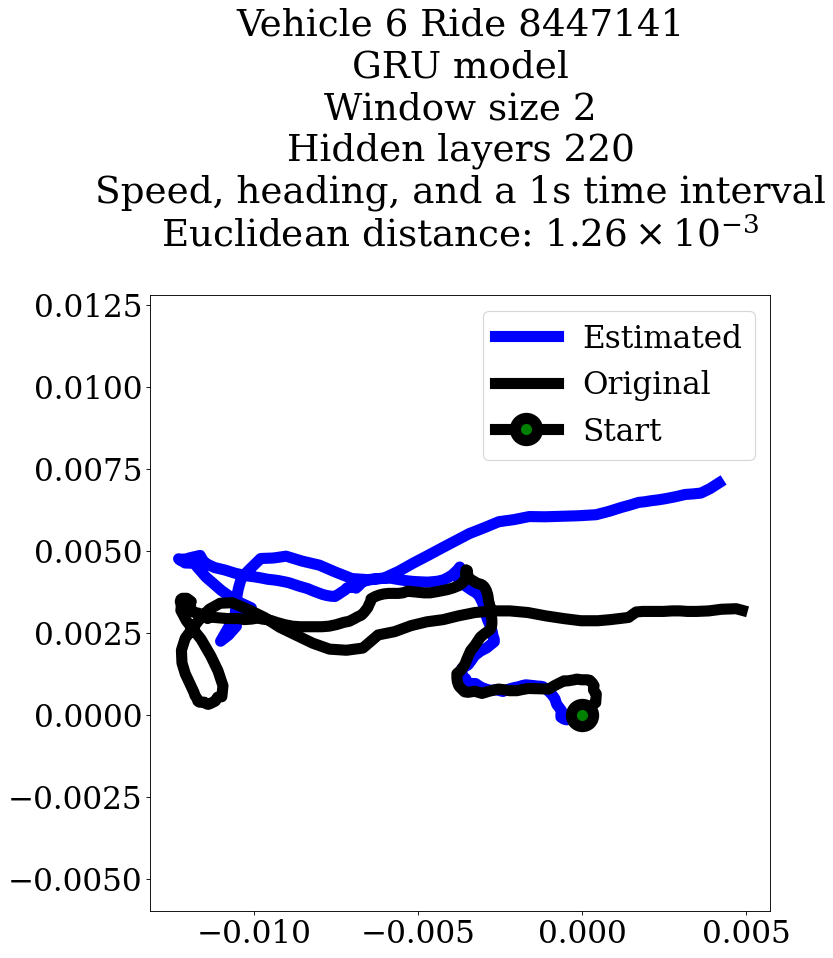 Vehicle 6 Ride 8447141
GRU model
Window size 2
Hidden layers 220
Speed, heading, and a 1s time interval
Euclidean distance: 1.26 × 10⁻³
Estimated
Original
Start
0.0125
0.0100
0.0075
0.0050
0.0025
0.0000
−0.0025
−0.0050
−0.010 −0.005 0.000 0.005